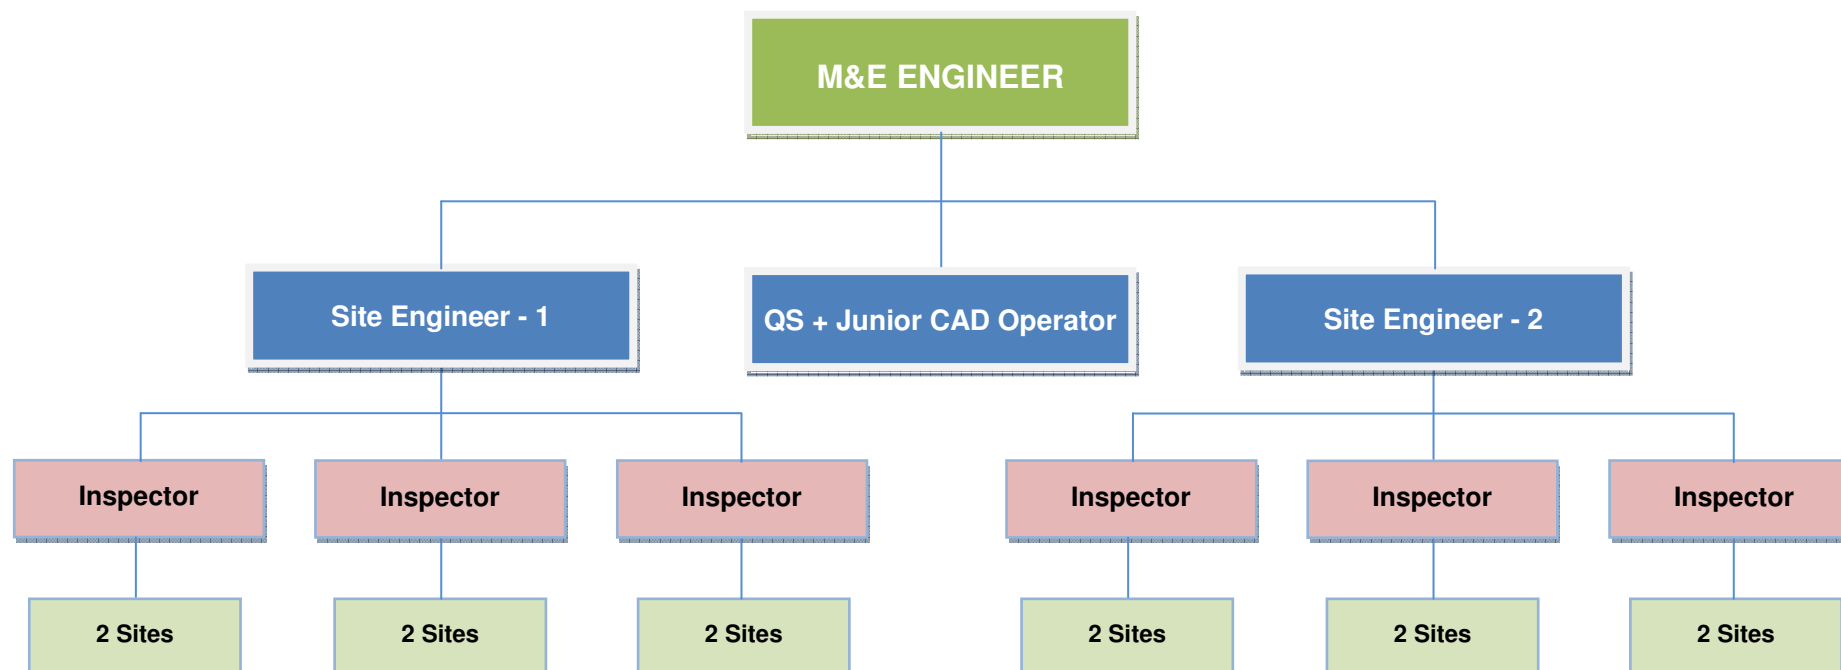 M&E ENGINEER
Site Engineer - 1
QS + Junior CAD Operator
Site Engineer - 2
Inspector
Inspector
Inspector
Inspector
Inspector
Inspector
2 Sites
2 Sites
2 Sites
2 Sites
2 Sites
2 Sites